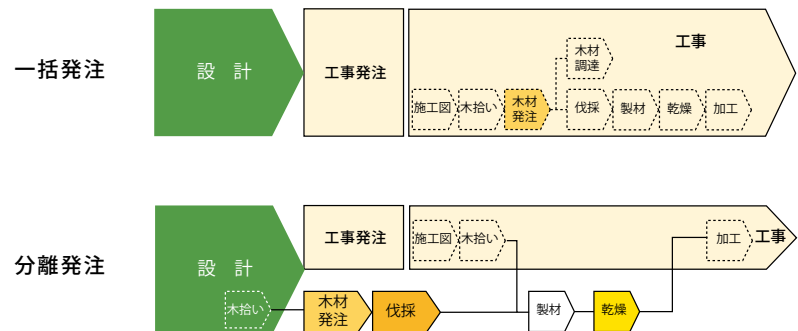 一括発注
設 計
工事発注
工事
木材
調達
施工図
木拾い
木材
発注
伐採
製材
乾燥
加工
分離発注
設 計
工事発注
施工図
木拾い
加工
工事
木拾い
木材
発注
伐採
製材
乾燥